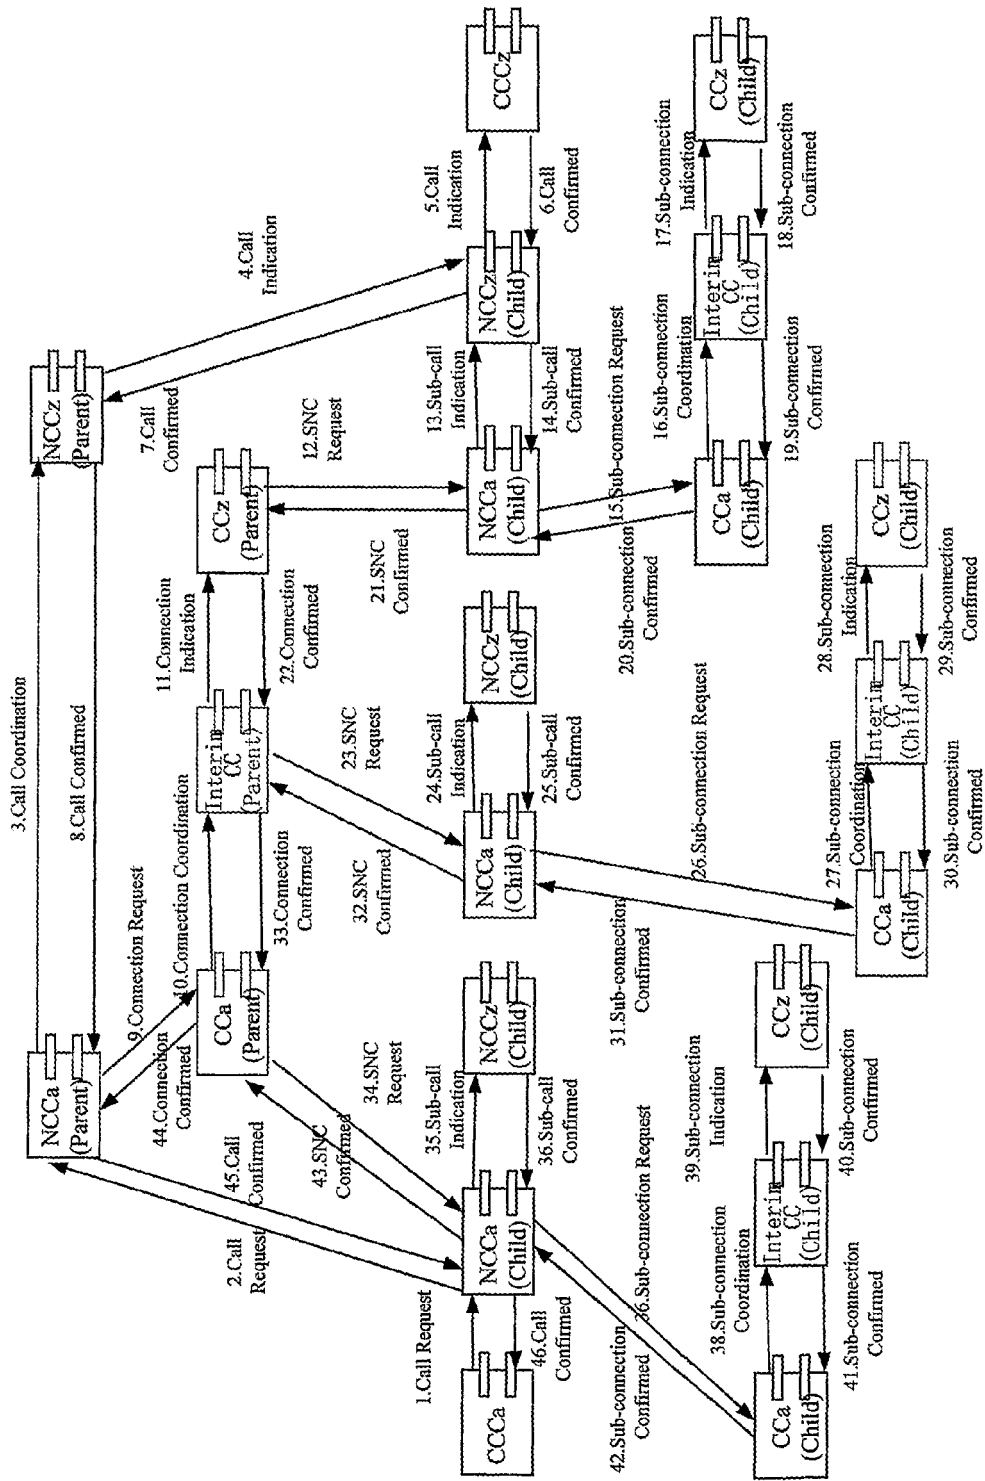 3.Call Coordination
8.Call Confirmed
NCCa
(Parent)
NCCz
(Parent)
9.Connection Request
44.Connection
Confirmed
10.Connection Coordination
33.Connection
Confirmed
11.Connection
Indication
22.Connection
Confirmed
7.Call
Confirmed
4.Call
Indication
CCa
(Parent)
Interim
CC
(Parent)
CCz
(Parent)
2.Call
Request
45.Call
Confirmed
43.SNC
Confirmed
34.SNC
Request
32.SNC
Confirmed
23.SNC
Request
21.SNC
Confirmed
12.SNC
Request
1.Call Request
46.Call
Confirmed
35.Sub-call
Indication
36.Sub-call
Confirmed
24.Sub-call
Indication
25.Sub-call
Confirmed
13.Sub-call
Indication
14.Sub-call
Confirmed
5.Call
Indication
6.Call
Confirmed
CCCa
NCCa
(Child)
NCCz
(Child)
NCCa
(Child)
NCCz
(Child)
NCCa
(Child)
NCCz
(Child)
CCCz
42.Sub-connection
Confirmed
36.Sub-connection Request
31.Sub-connection
Confirmed
26.Sub-connection Request
20.Sub-connection
Confirmed
15.Sub-connection Request
38.Sub-connection
Coordination
39.Sub-connection
Indication
16.Sub-connection
Coordination
17.Sub-connection
Indication
CCa
(Child)
Interim
CC
(Child)
CCz
(Child)
CCa
(Child)
Interim
CC
(Child)
CCz
(Child)
41.Sub-connection
Confirmed
40.Sub-connection
Confirmed
19.Sub-connection
Confirmed
18.Sub-connection
Confirmed
27.Sub-connection
Coordination
28.Sub-connection
Indication
CCa
(Child)
Interim
CC
(Child)
CCz
(Child)
30.Sub-connection
Confirmed
29.Sub-connection
Confirmed